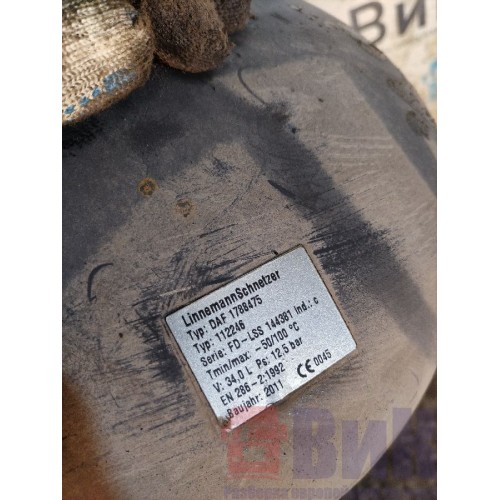 Ви
LinnemannSchnetzer
Typ: DAF 1788475
Typ: 112246
Serie: FD-LSS 144381 Ind.: c
Tmin/max: -50/100 °C
V: 34,0 L Ps: 12,5 bar
EN 286-2:1992
Baujahr: 2011 CE 0045
ВиК